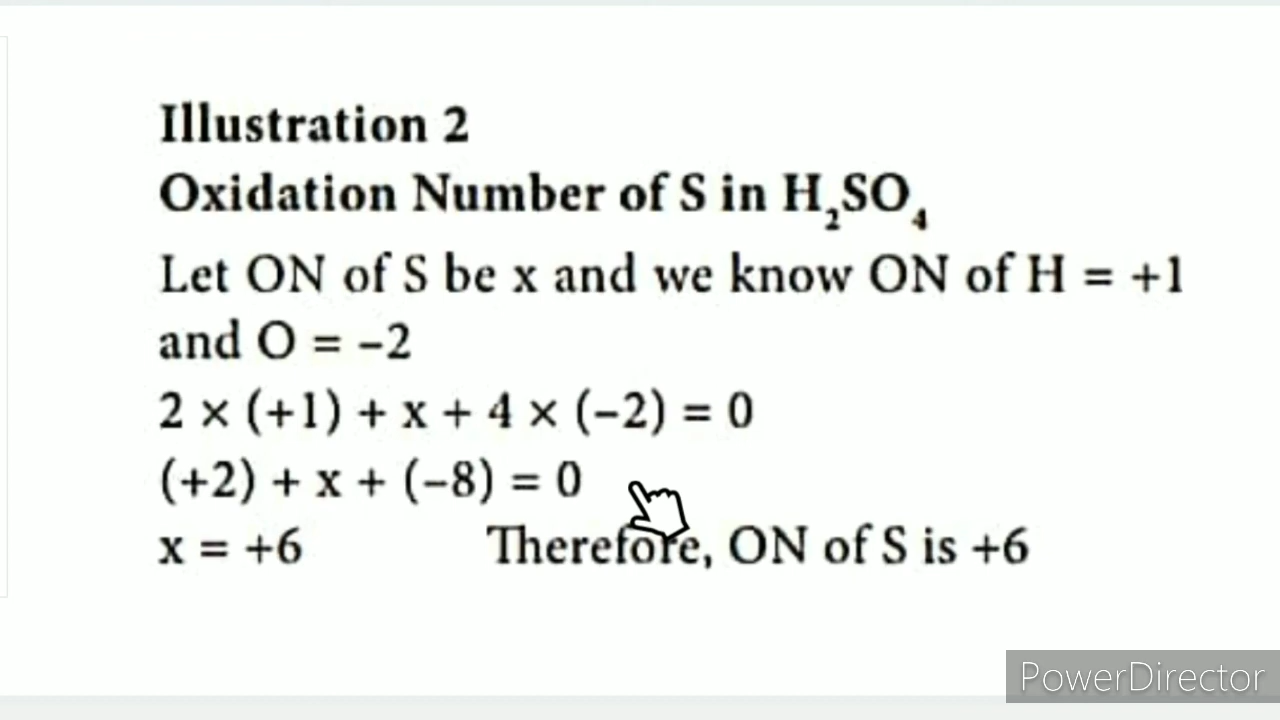 Illustration 2
Oxidation Number of S in H₂SO₄
Let ON of S be x and we know ON of H = +1
and O = −2
2 × (+1) + x + 4 × (−2) = 0
(+2) + x + (−8) = 0
x = +6 Therefore, ON of S is +6
PowerDirector